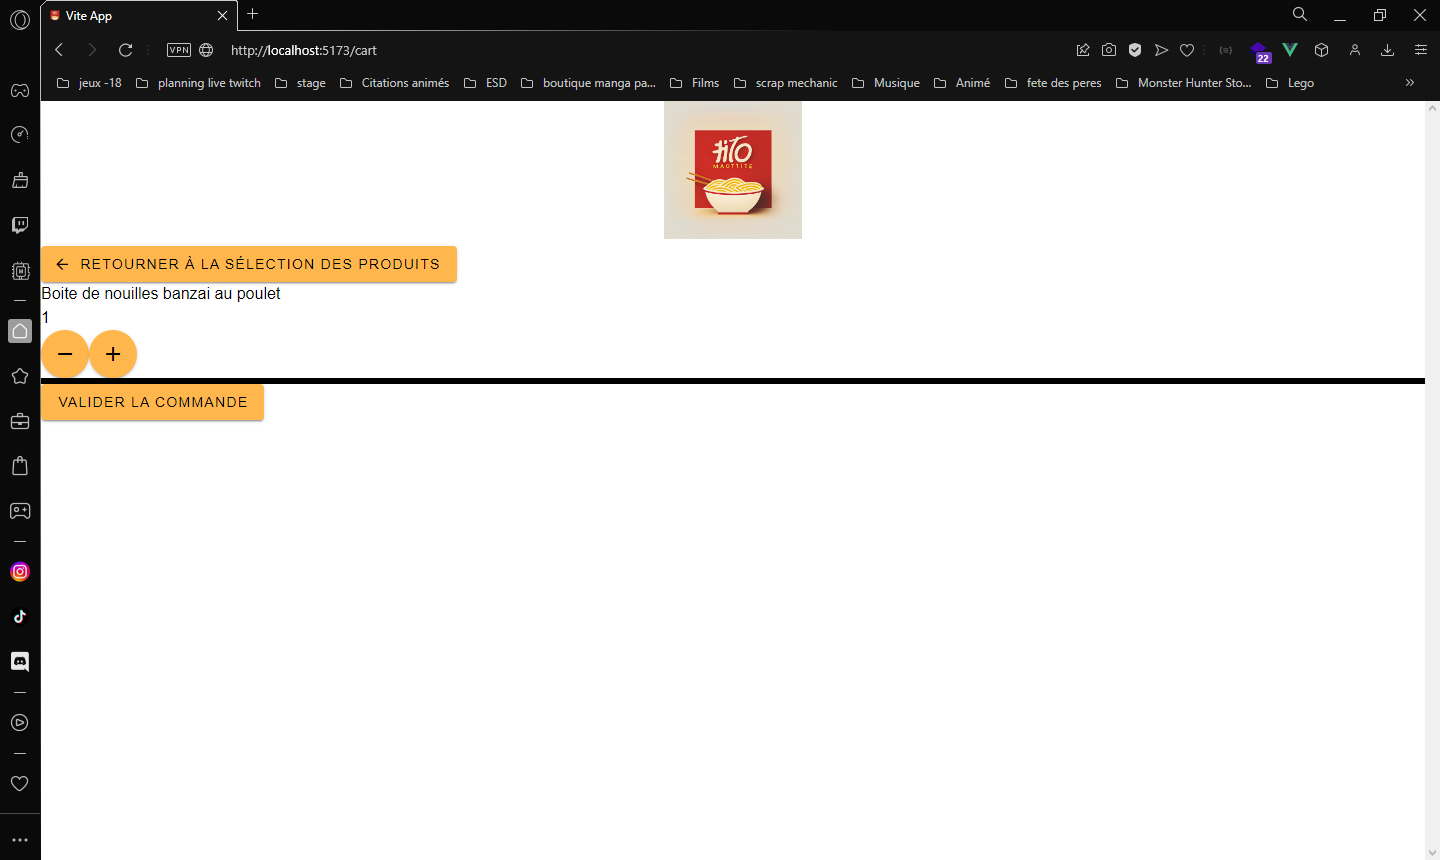 Vite App
VPN
http://localhost:5173/cart
22
jeux -18
planning live twitch
stage
Citations animés
ESD
boutique manga pa...
Films
scrap mechanic
Musique
Animé
fete des peres
Monster Hunter Sto...
Lego
HITO
MAOTTITE
RETOURNER À LA SÉLECTION DES PRODUITS
Boite de nouilles banzai au poulet
1
VALIDER LA COMMANDE